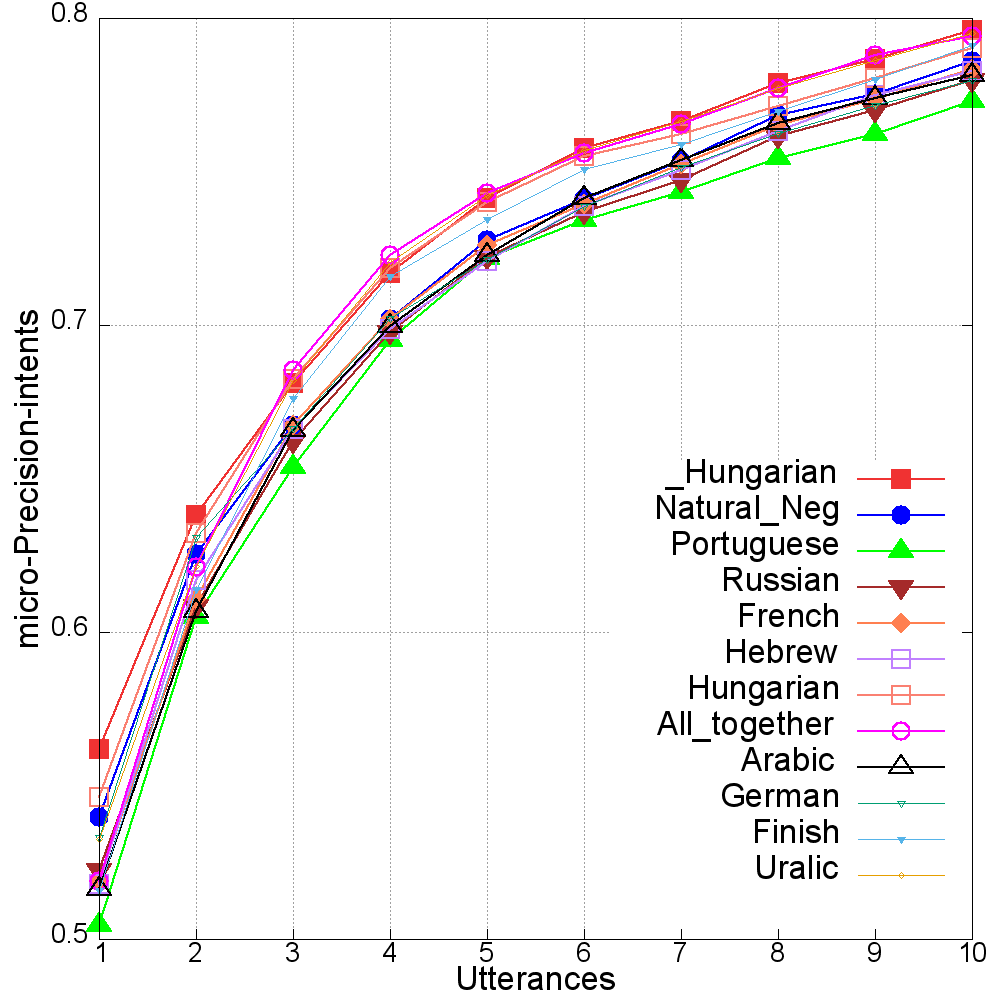 0.8
0.7
0.6
0.5
micro-Precision-intents
_Hungarian
Natural_Neg
Portuguese
Russian
French
Hebrew
Hungarian
All_together
Arabic
German
Finish
Uralic
1 2 3 4 5 6 7 8 9 10
Utterances